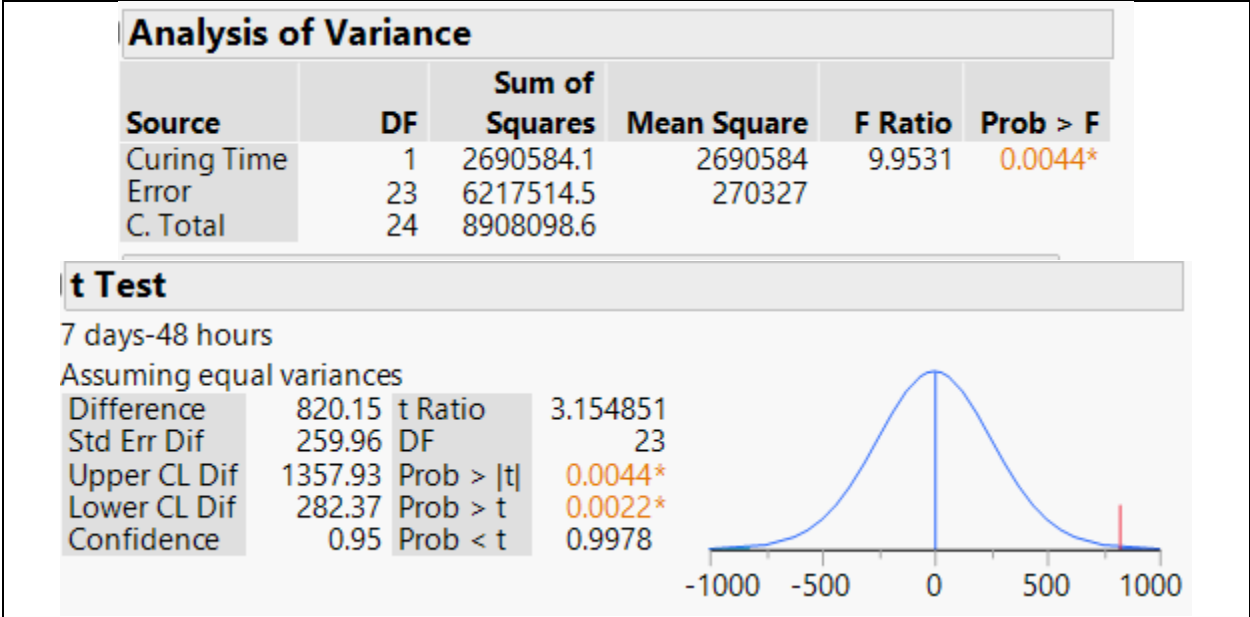 Analysis of Variance
Sum of
Source DF Squares Mean Square F Ratio Prob > F
Curing Time 1 2690584.1 2690584 9.9531 0.0044*
Error 23 6217514.5 270327
C. Total 24 8908098.6
t Test
7 days-48 hours
Assuming equal variances
Difference 820.15 t Ratio 3.154851
Std Err Dif 259.96 DF 23
Upper CL Dif 1357.93 Prob > |t| 0.0044*
Lower CL Dif 282.37 Prob > t 0.0022*
Confidence 0.95 Prob < t 0.9978
-1000 -500 0 500 1000